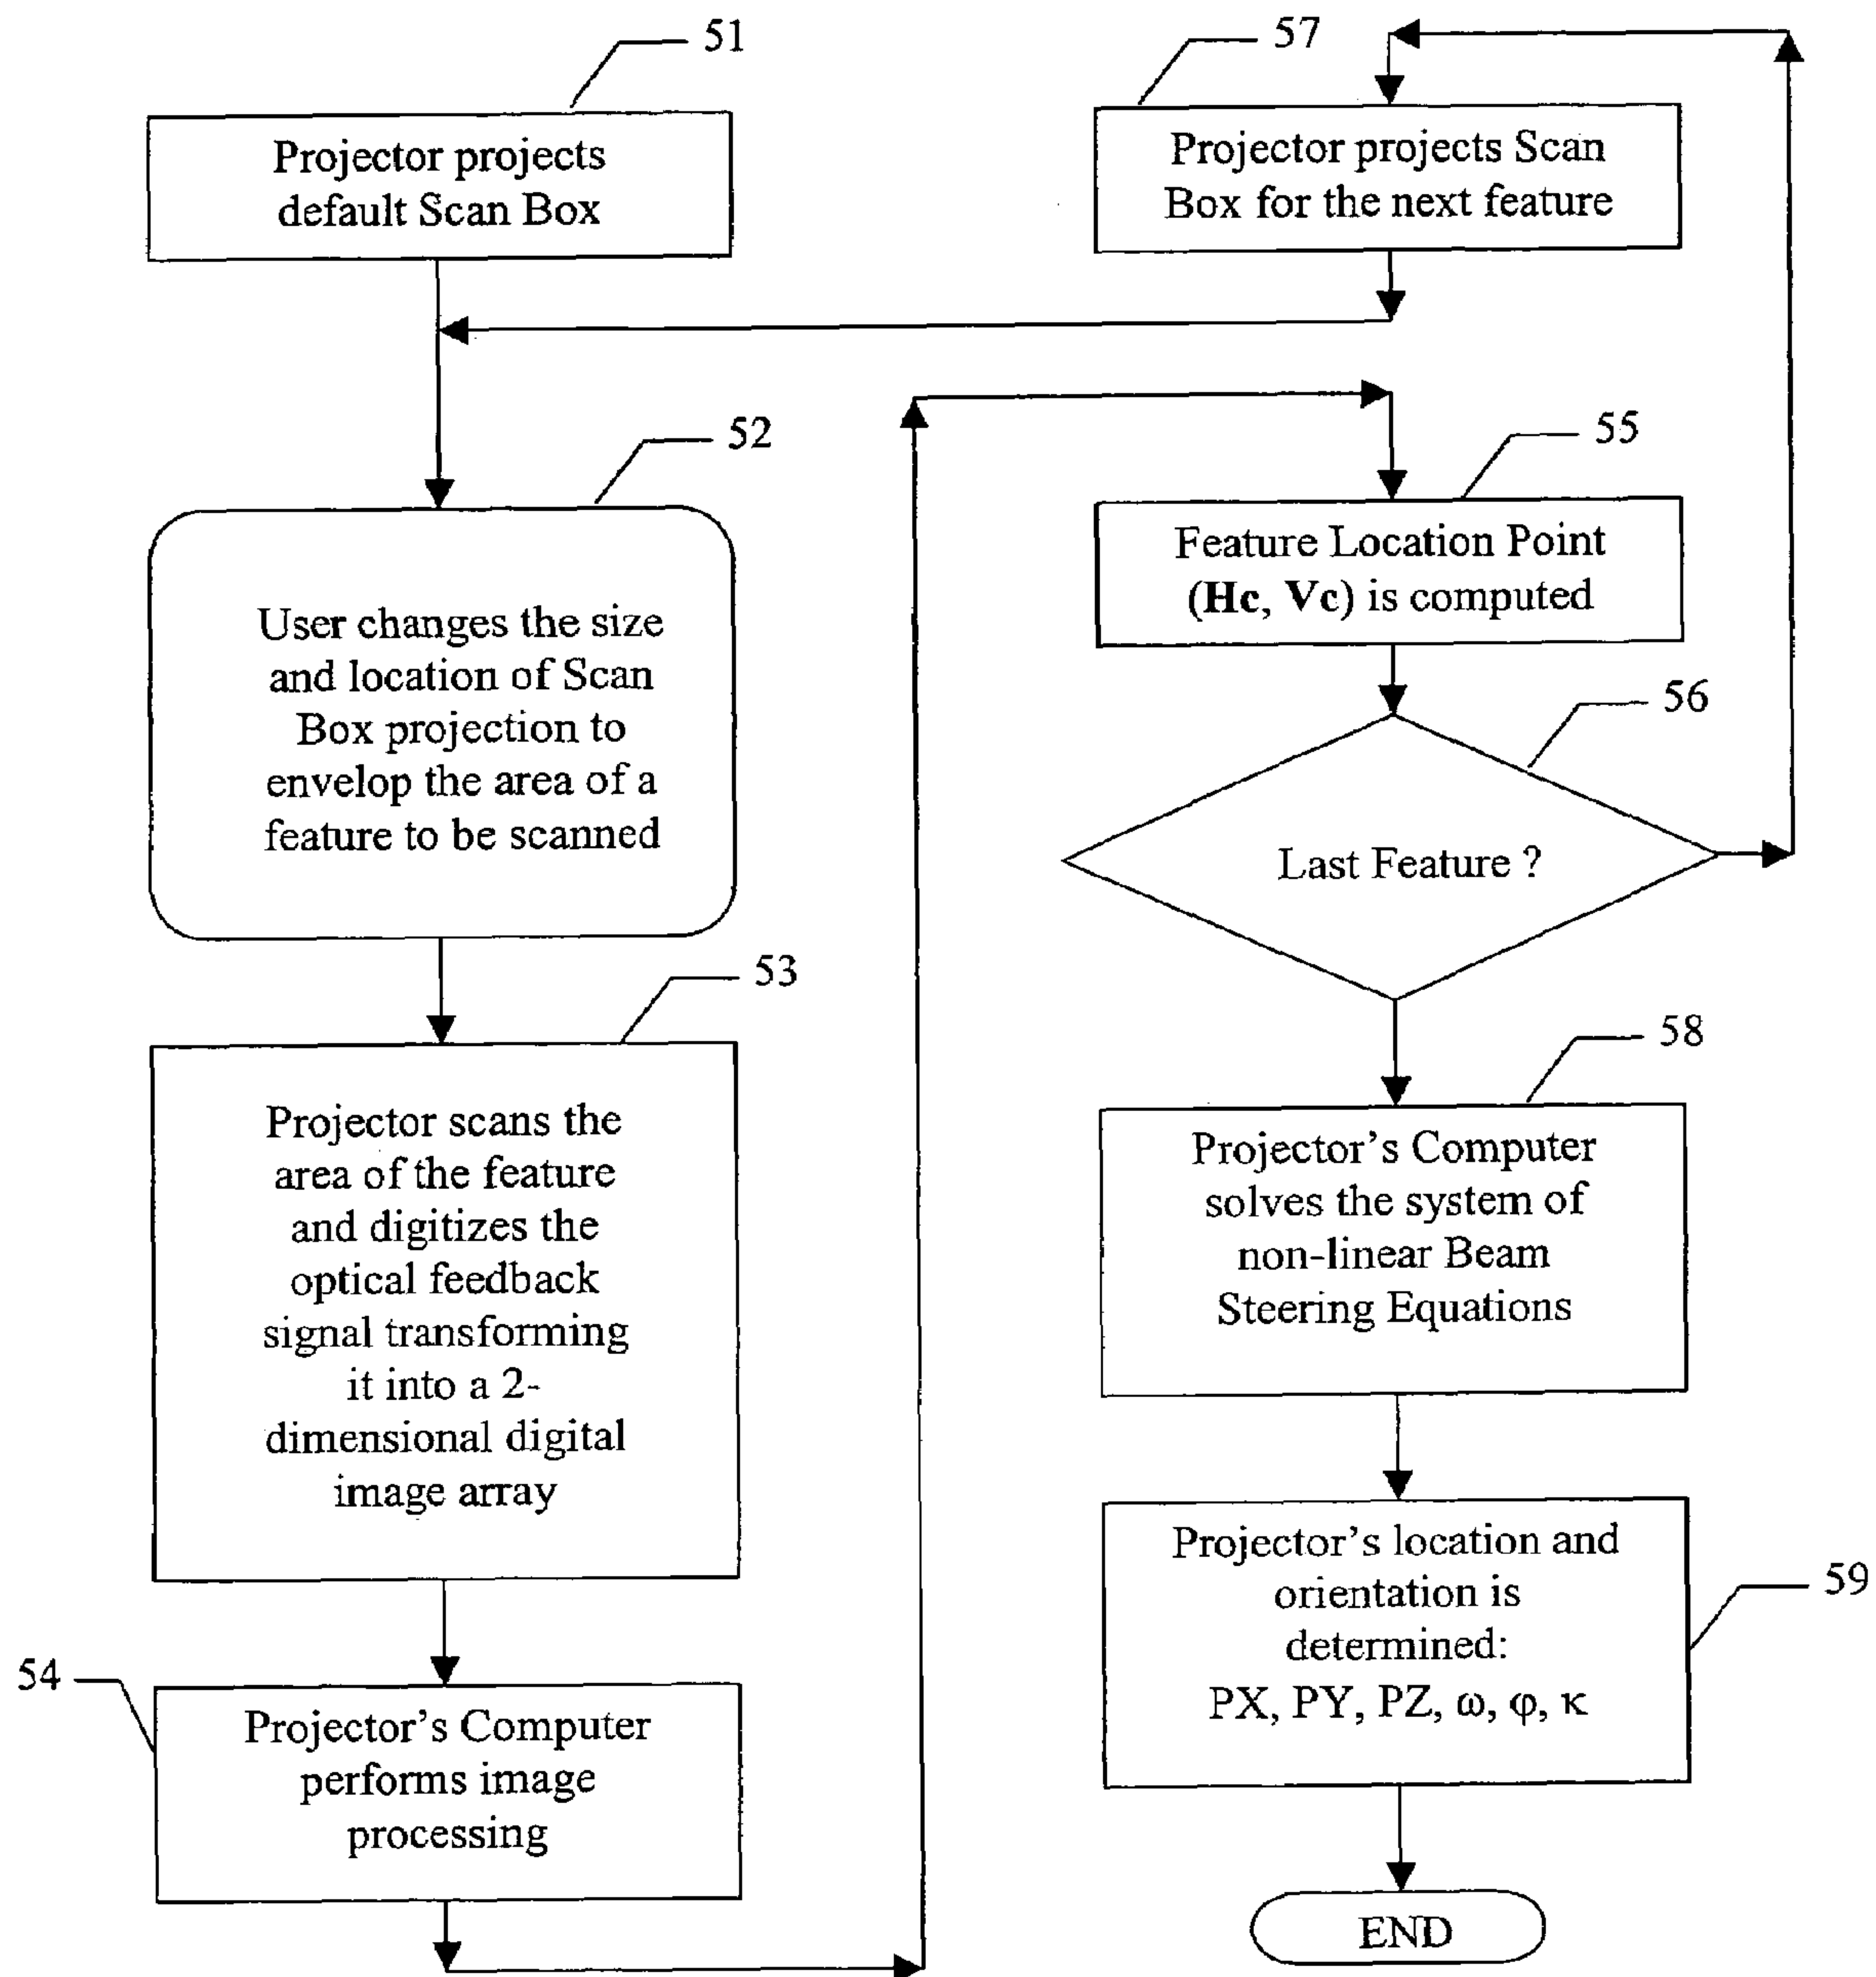 51
Projector projects
default Scan Box
52
User changes the size
and location of Scan
Box projection to
envelop the area of a
feature to be scanned
53
Projector scans the
area of the feature
and digitizes the
optical feedback
signal transforming
it into a 2-
dimensional digital
image array
54
Projector's Computer
performs image
processing
57
Projector projects Scan
Box for the next feature
55
Feature Location Point
(Hc, Vc) is computed
56
Last Feature ?
58
Projector's Computer
solves the system of
non-linear Beam
Steering Equations
59
Projector's location and
orientation is
determined:
PX, PY, PZ, ω, φ, κ
END